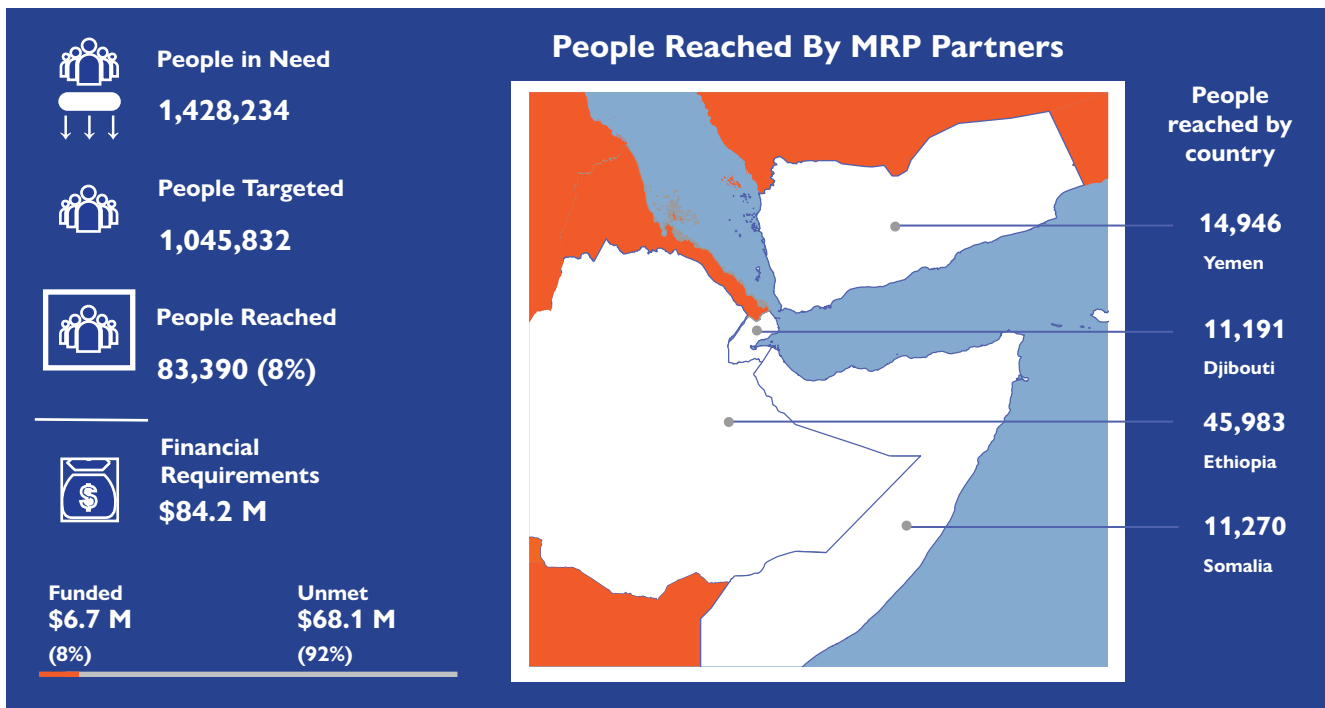 People in Need
1,428,234
People Targeted
1,045,832
People Reached
83,390 (8%)
Financial
Requirements
$84.2 M
Funded
$6.7 M
(8%)
Unmet
$68.1 M
(92%)
People Reached By MRP Partners
People
reached by
country
14,946
Yemen
11,191
Djibouti
45,983
Ethiopia
11,270
Somalia
$